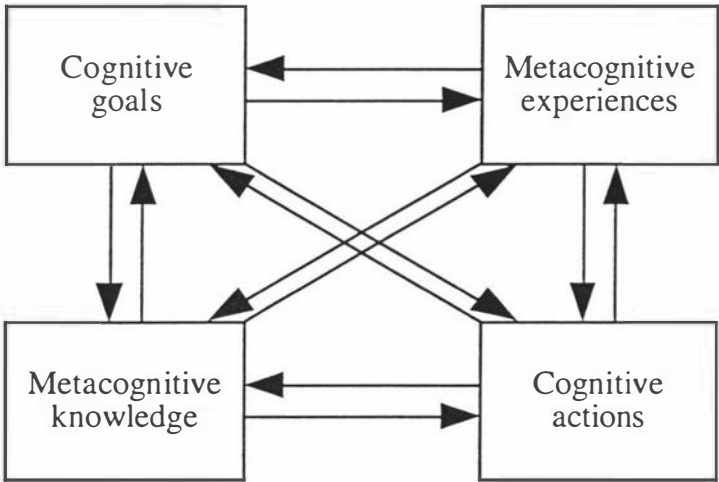 Cognitive
goals
Metacognitive
experiences
Metacognitive
knowledge
Cognitive
actions